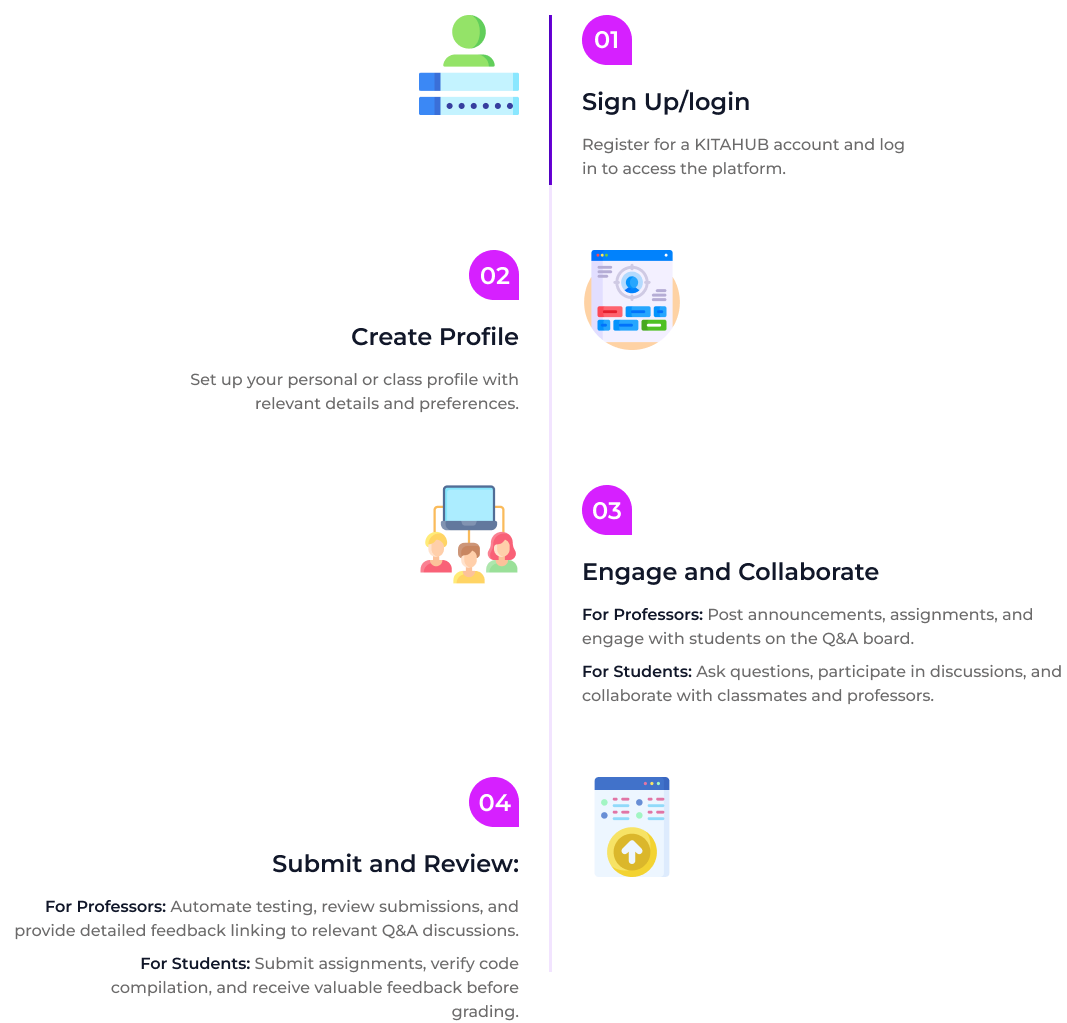 01
Sign Up/login
Register for a KITAHUB account and log
in to access the platform.
02
Create Profile
Set up your personal or class profile with
relevant details and preferences.
03
Engage and Collaborate
For Professors: Post announcements, assignments, and
engage with students on the Q&A board.
For Students: Ask questions, participate in discussions, and
collaborate with classmates and professors.
04
Submit and Review:
For Professors: Automate testing, review submissions, and
provide detailed feedback linking to relevant Q&A discussions.
For Students: Submit assignments, verify code
compilation, and receive valuable feedback before
grading.